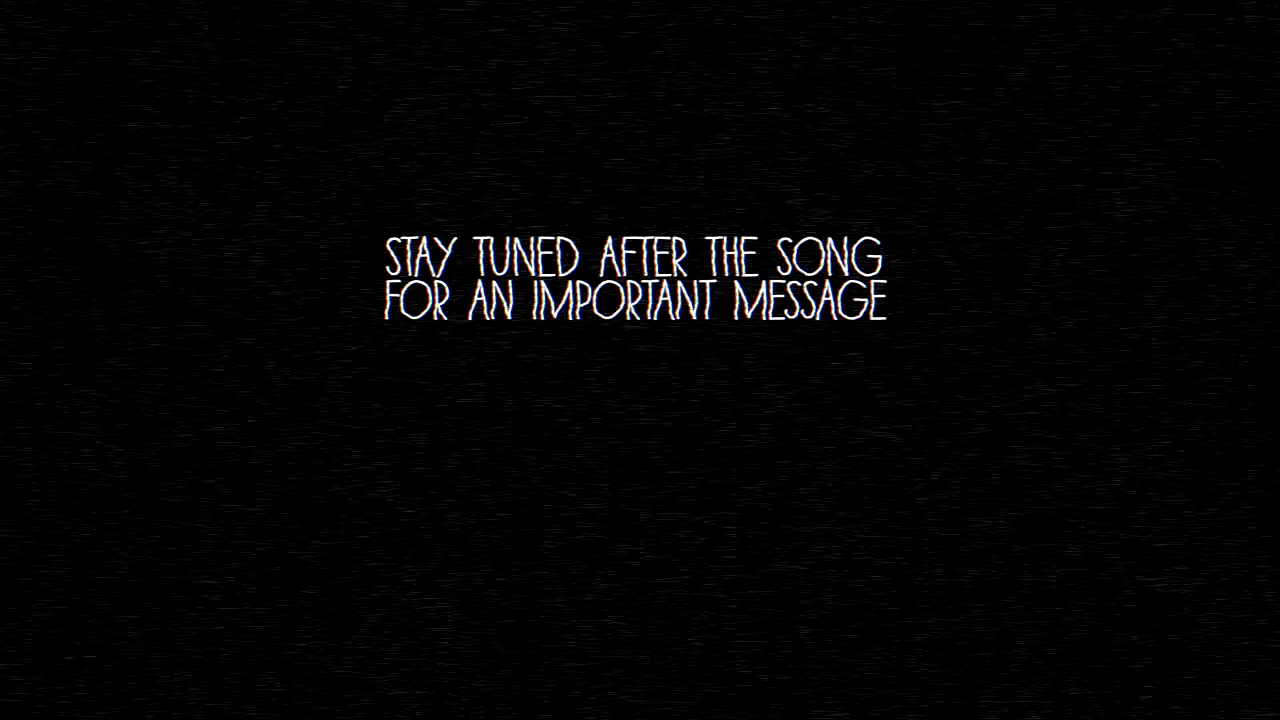 STAY TUNED AFTER THE SONG
FOR AN IMPORTANT MESSAGE